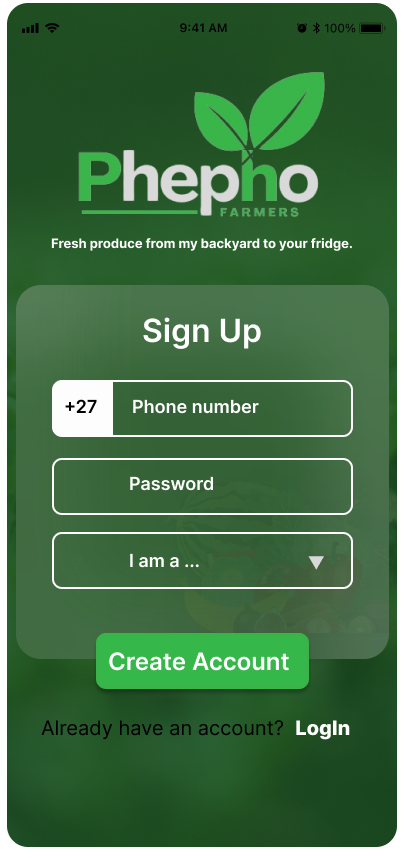 9:41 AM 100%
Phepho
FARMERS
Fresh produce from my backyard to your fridge.
Sign Up
+27 Phone number
Password
I am a ...
Create Account
Already have an account? LogIn